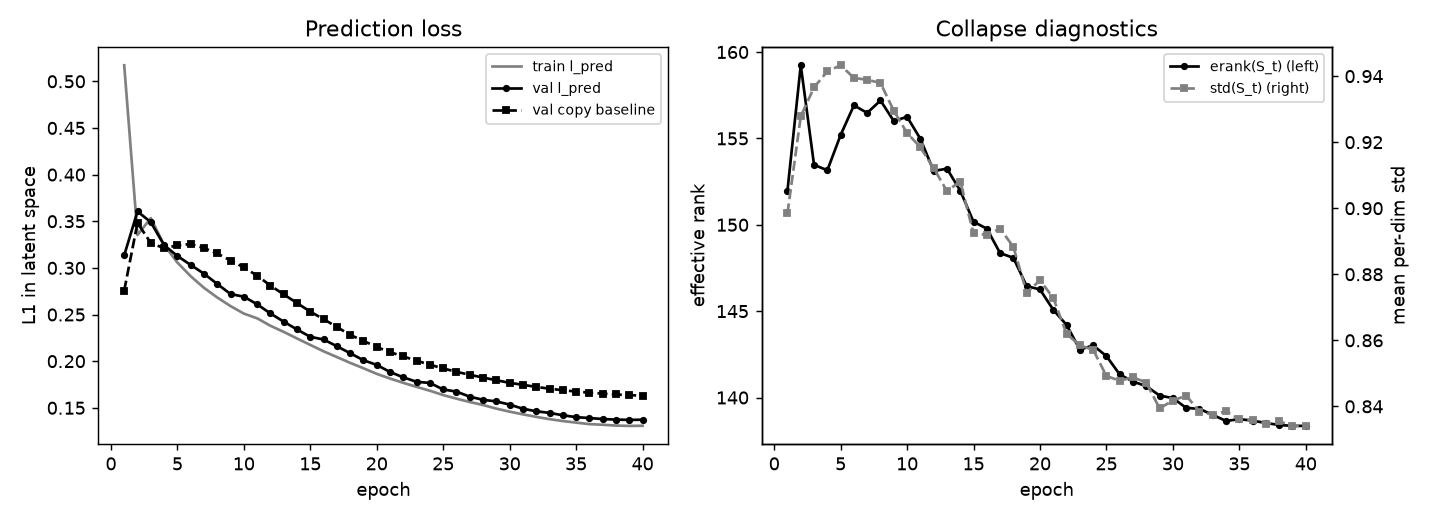 Prediction loss
train l_pred
val l_pred
val copy baseline
0.50
0.45
0.40
0.35
0.30
0.25
0.20
0.15
L1 in latent space
0 5 10 15 20 25 30 35 40
epoch
Collapse diagnostics
erank(S_t) (left)
std(S_t) (right)
160
155
150
145
140
effective rank
0.94
0.92
0.90
0.88
0.86
0.84
mean per-dim std
0 5 10 15 20 25 30 35 40
epoch